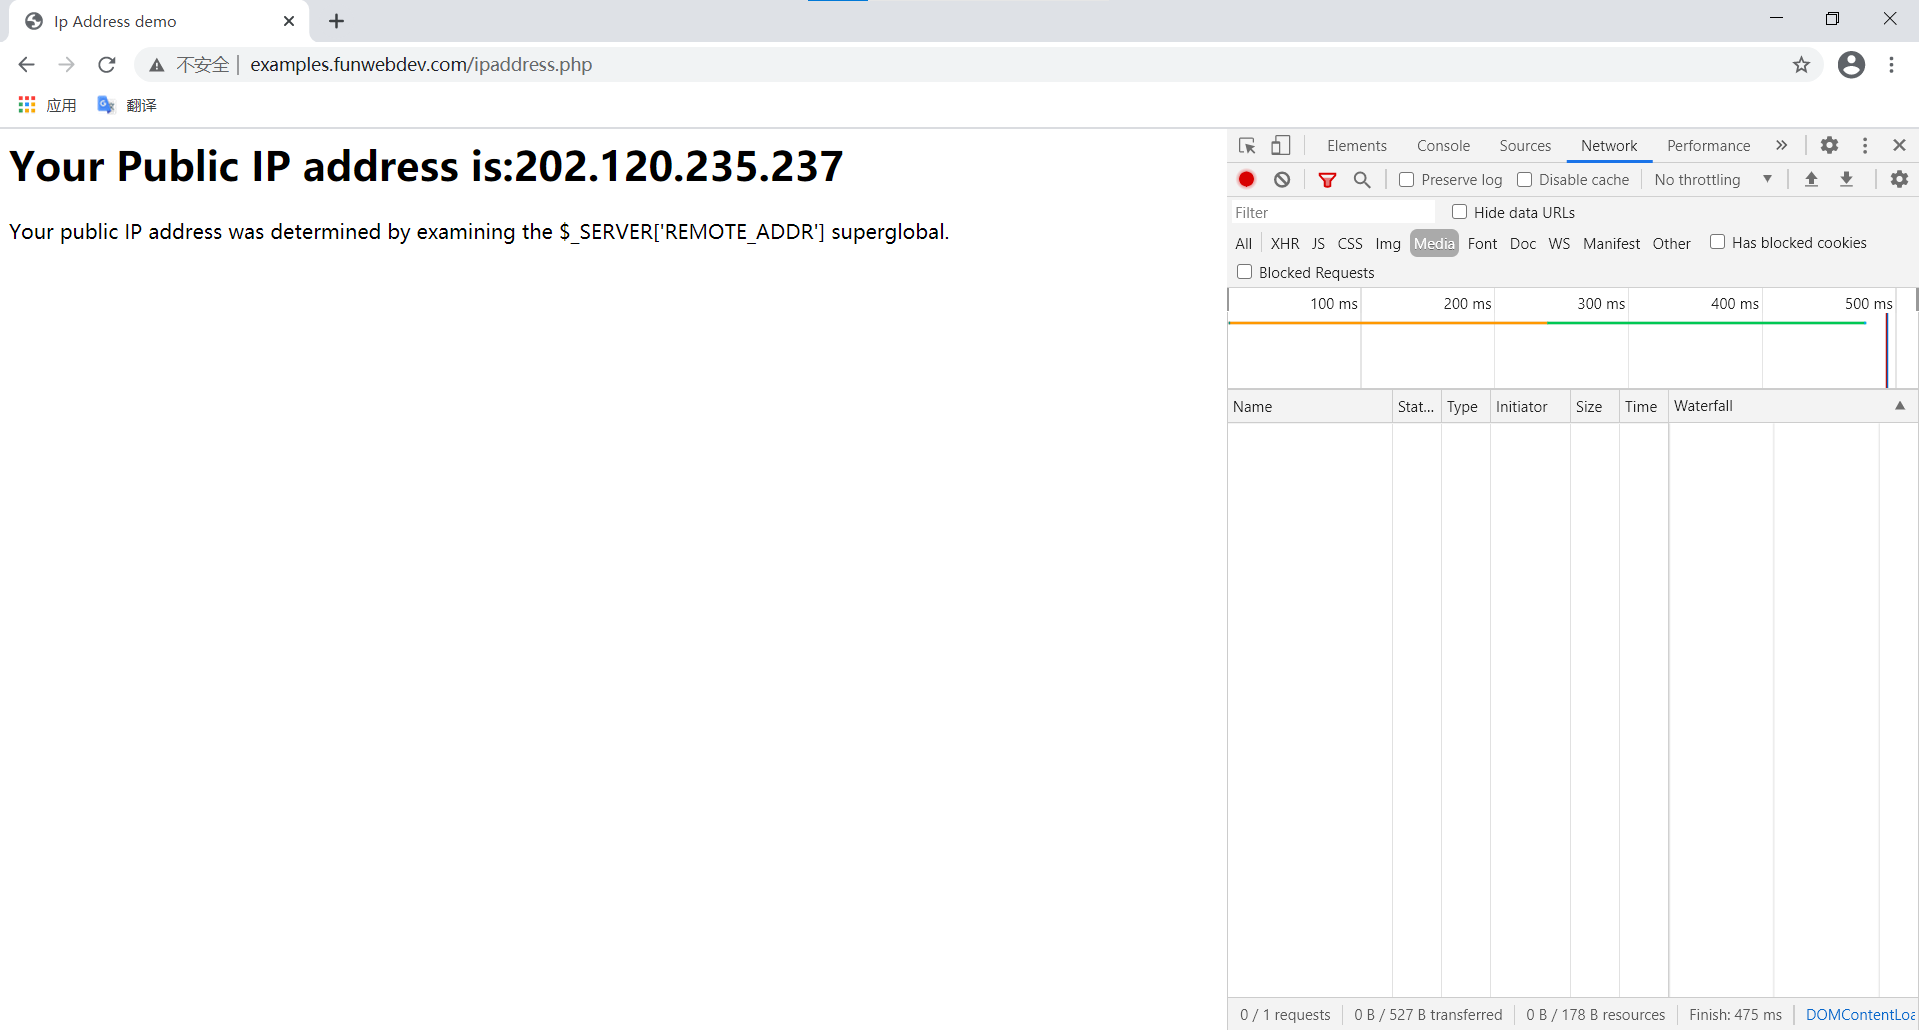 Ip Address demo
不安全 | examples.funwebdev.com/ipaddress.php
应用 翻译
Your Public IP address is:202.120.235.237
Your public IP address was determined by examining the $_SERVER['REMOTE_ADDR'] superglobal.
Elements Console Sources Network Performance »
Preserve log Disable cache No throttling
Filter Hide data URLs
All XHR JS CSS Img Media Font Doc WS Manifest Other Has blocked cookies
Blocked Requests
100 ms 200 ms 300 ms 400 ms 500 ms
Name Stat... Type Initiator Size Time Waterfall
0 / 1 requests 0 B / 527 B transferred 0 B / 178 B resources Finish: 475 ms DOMContentLoa